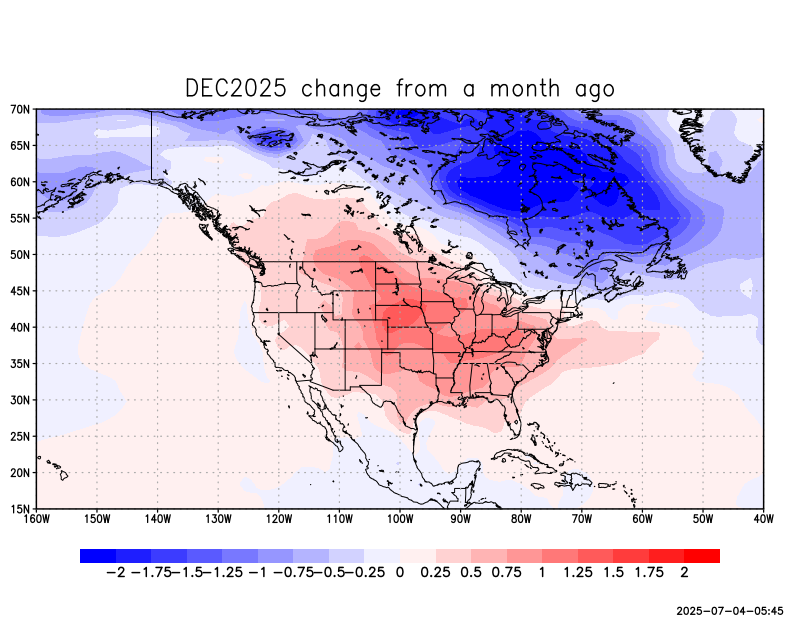 DEC2025 change from a month ago
70N
65N
60N
55N
50N
45N
40N
35N
30N
25N
20N
15N
160W 150W 140W 130W 120W 110W 100W 90W 80W 70W 60W 50W 40W
-2 -1.75 -1.5 -1.25 -1 -0.75 -0.5 -0.25 0 0.25 0.5 0.75 1 1.25 1.5 1.75 2
2025-07-04-05:45